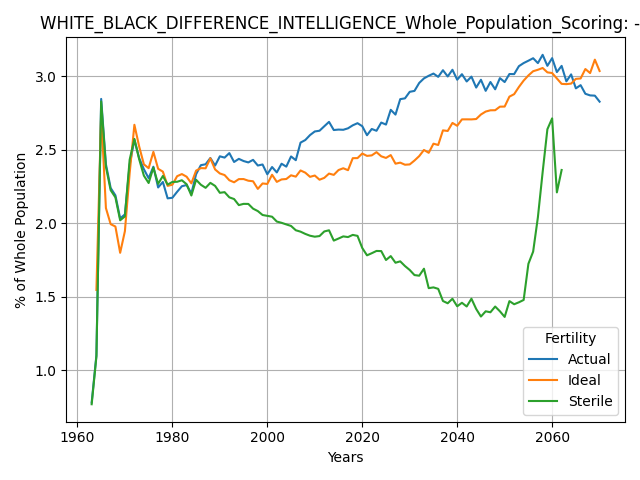 WHITE_BLACK_DIFFERENCE_INTELLIGENCE_Whole_Population_Scoring: -
3.0
2.5
2.0
1.5
1.0
% of Whole Population
1960
1980
2000
2020
2040
2060
Years
Fertility
Actual
Ideal
Sterile